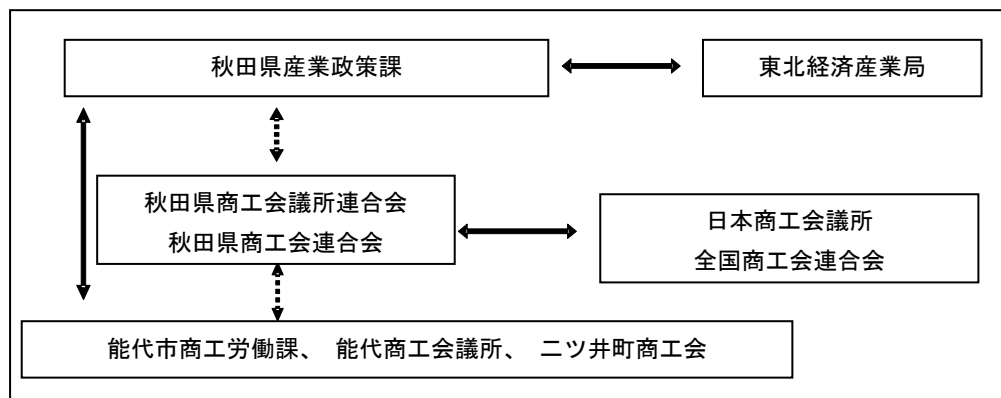 秋田県産業政策課
東北経済産業局
秋田県商工会議所連合会
秋田県商工会連合会
日本商工会議所
全国商工会連合会
能代市商工労働課、 能代商工会議所、 二ツ井町商工会